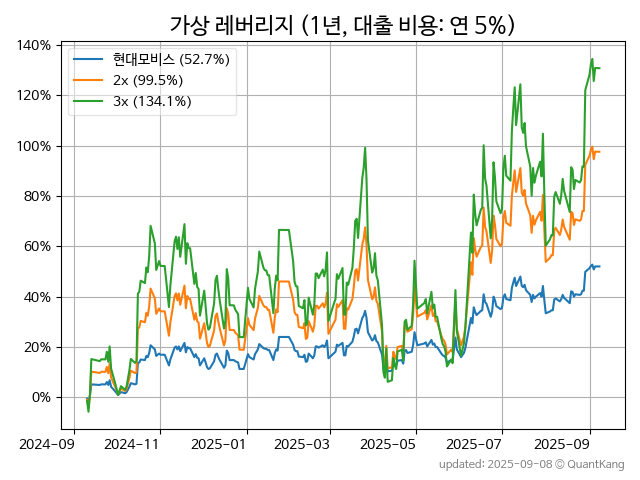 가상 레버리지 (1년, 대출 비용: 연 5%)
140%
120%
100%
80%
60%
40%
20%
0%
현대모비스 (52.7%)
2x (99.5%)
3x (134.1%)
2024-09 2024-11 2025-01 2025-03 2025-05 2025-07 2025-09
updated: 2025-09-08 © QuantKang